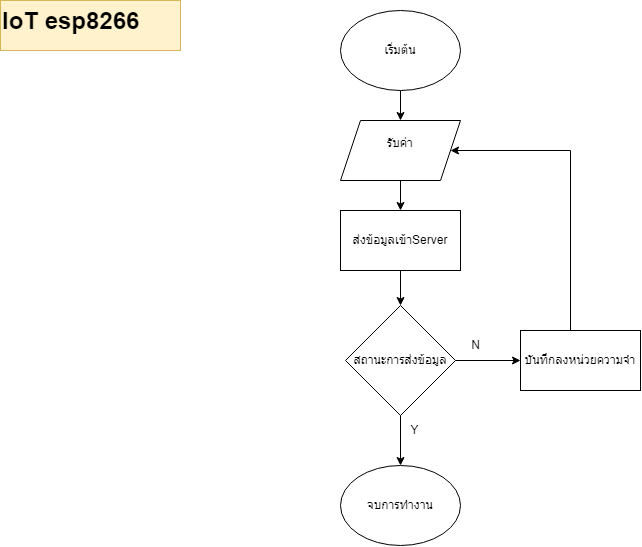 IoT esp8266
เริ่มต้น
รับค่า
ส่งข้อมูลเข้าServer
สถานะการส่งข้อมูล
N
บันทึกลงหน่วยความจำ
Y
จบการทำงาน